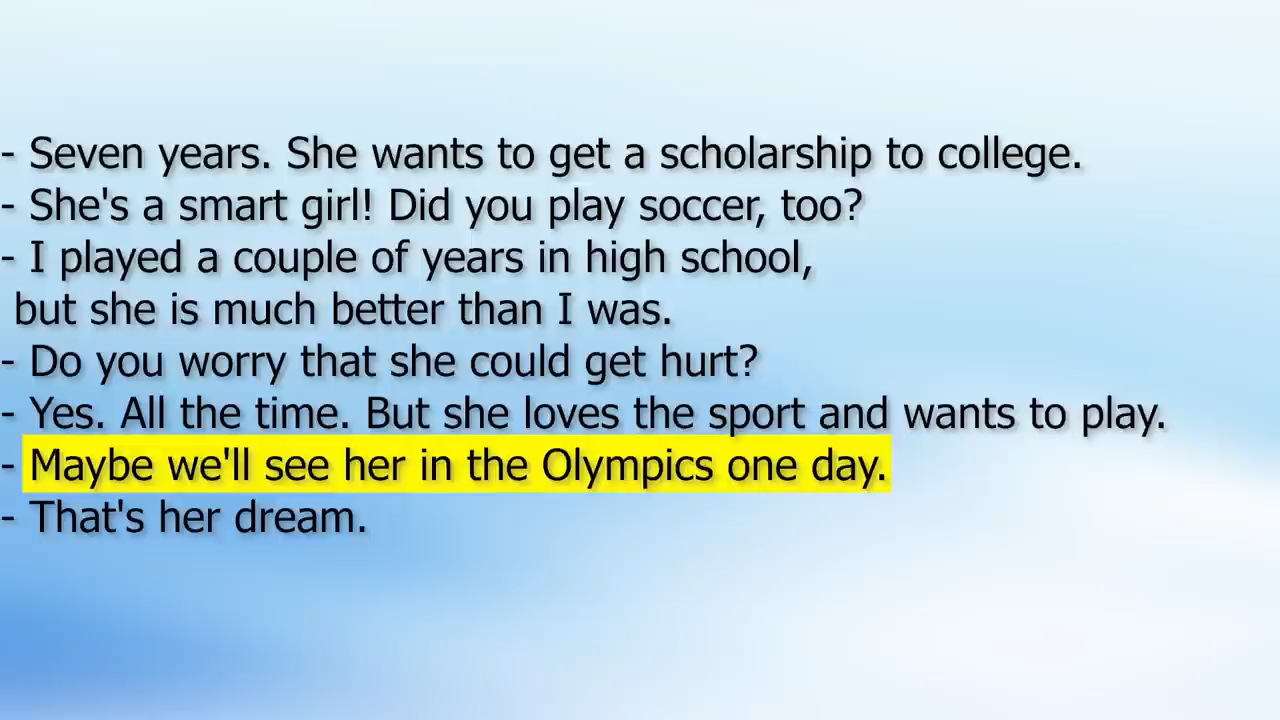 - Seven years. She wants to get a scholarship to college.
- She's a smart girl! Did you play soccer, too?
- I played a couple of years in high school,
but she is much better than I was.
- Do you worry that she could get hurt?
- Yes. All the time. But she loves the sport and wants to play.
- Maybe we'll see her in the Olympics one day.
- That's her dream.